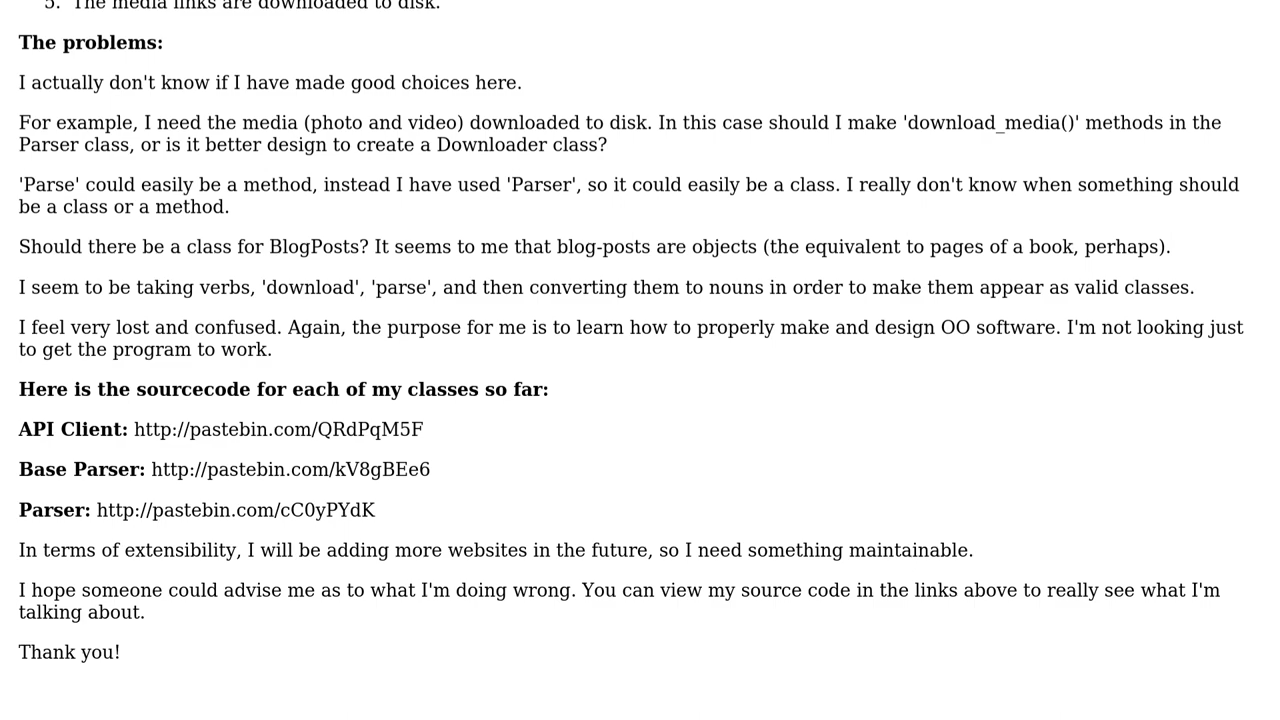 5. The media links are downloaded to disk.
The problems:
I actually don't know if I have made good choices here.
For example, I need the media (photo and video) downloaded to disk. In this case should I make 'download_media()' methods in the
Parser class, or is it better design to create a Downloader class?
'Parse' could easily be a method, instead I have used 'Parser', so it could easily be a class. I really don't know when something should
be a class or a method.
Should there be a class for BlogPosts? It seems to me that blog-posts are objects (the equivalent to pages of a book, perhaps).
I seem to be taking verbs, 'download', 'parse', and then converting them to nouns in order to make them appear as valid classes.
I feel very lost and confused. Again, the purpose for me is to learn how to properly make and design OO software. I'm not looking just
to get the program to work.
Here is the sourcecode for each of my classes so far:
API Client: http://pastebin.com/QRdPqM5F
Base Parser: http://pastebin.com/kV8gBEe6
Parser: http://pastebin.com/cC0yPYdK
In terms of extensibility, I will be adding more websites in the future, so I need something maintainable.
I hope someone could advise me as to what I'm doing wrong. You can view my source code in the links above to really see what I'm
talking about.
Thank you!